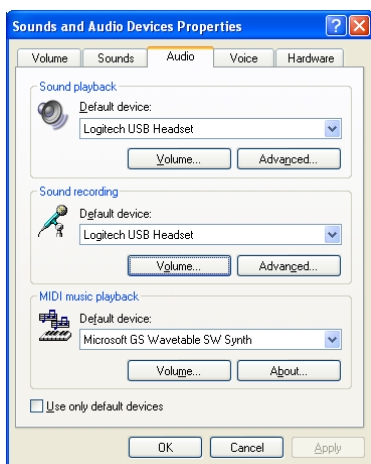 Sounds and Audio Devices Properties
Volume Sounds Audio Voice Hardware
Sound playback
Default device:
Logitech USB Headset
Volume... Advanced...
Sound recording
Default device:
Logitech USB Headset
Volume... Advanced...
MIDI music playback
Default device:
Microsoft GS Wavetable SW Synth
Volume... About...
Use only default devices
OK Cancel Apply